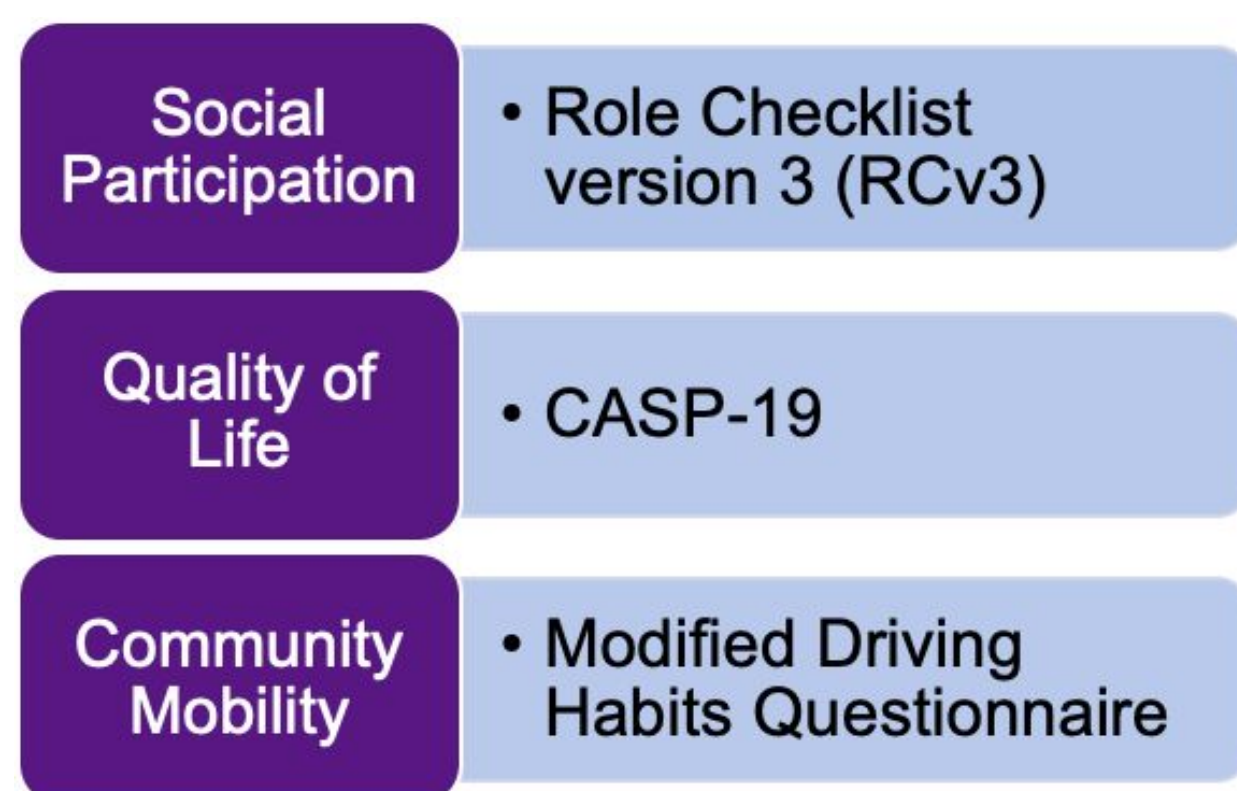 Social
Participation
• Role Checklist
version 3 (RCv3)
Quality of
Life
• CASP-19
Community
Mobility
• Modified Driving
Habits Questionnaire